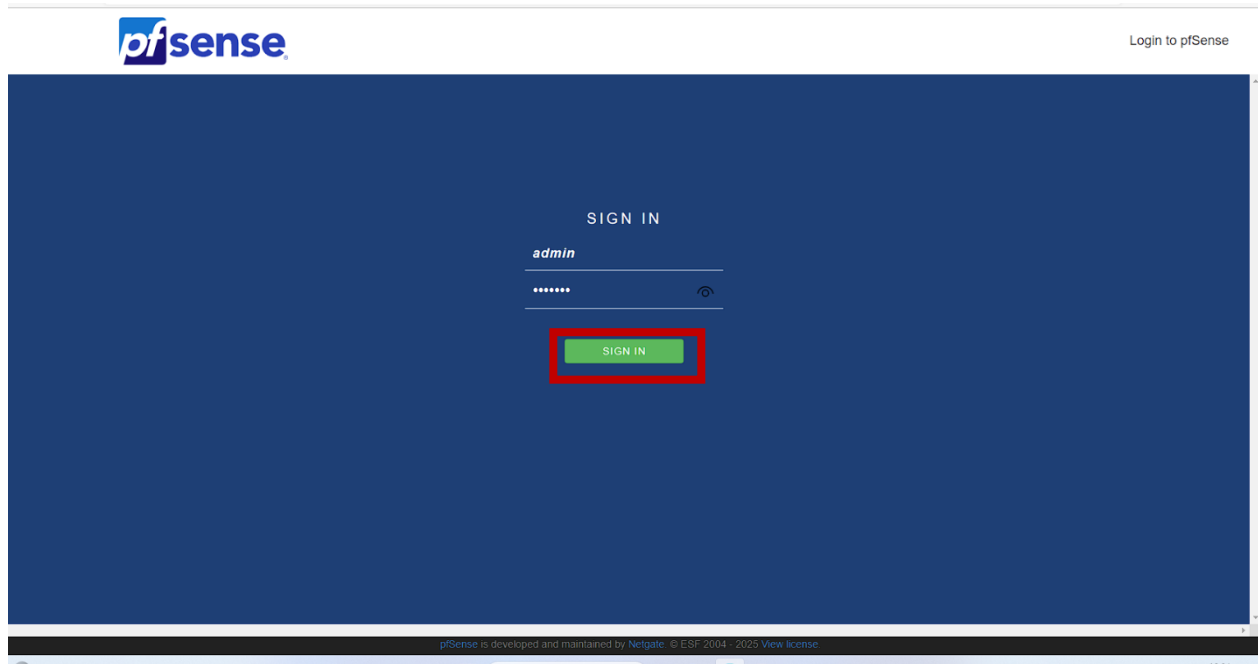 pfsense
Login to pfSense
SIGN IN
admin
•••••••
SIGN IN
pfSense is developed and maintained by Netgate. © ESF 2004 - 2025 View license.